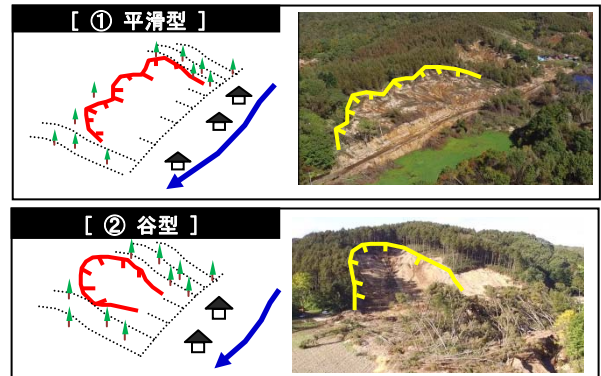 [ ① 平滑型 ]
[ ② 谷型 ]